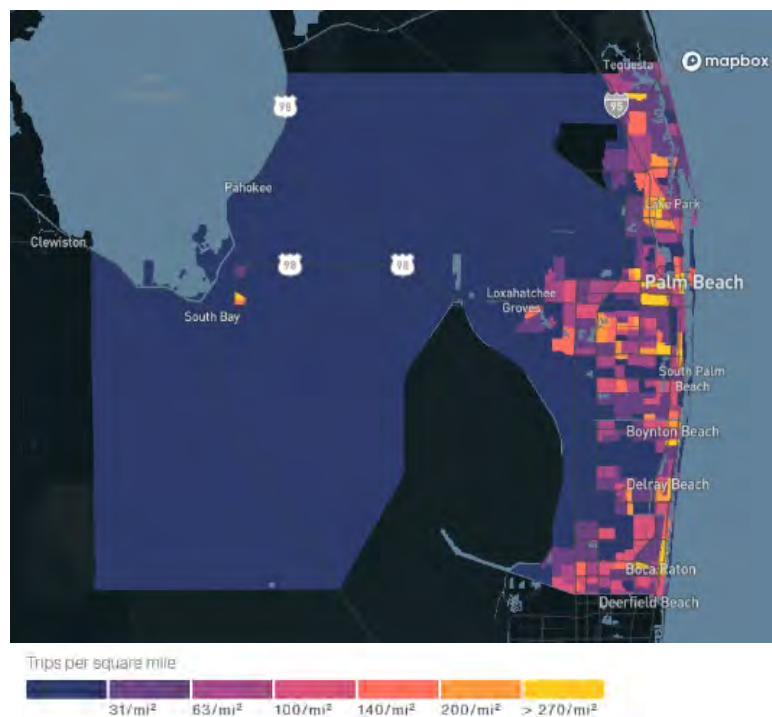 Tequesta
mapbox
98
95
Pahokee
Lake Park
Clewiston
98
98
Palm Beach
Loxahatchee
Groves
South Bay
South Palm
Beach
Boynton Beach
Delray Beach
Boca Raton
Deerfield Beach
Trips per square mile
31/mi² 63/mi² 100/mi² 140/mi² 200/mi² > 270/mi²